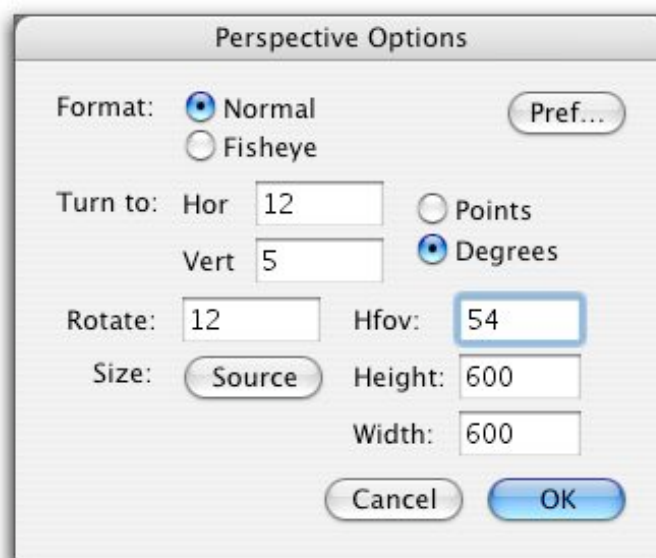 Perspective Options
Format: Normal Pref...
Fisheye
Turn to: Hor 12 Points
Vert 5 Degrees
Rotate: 12 Hfov: 54
Size: Source Height: 600
Width: 600
Cancel OK